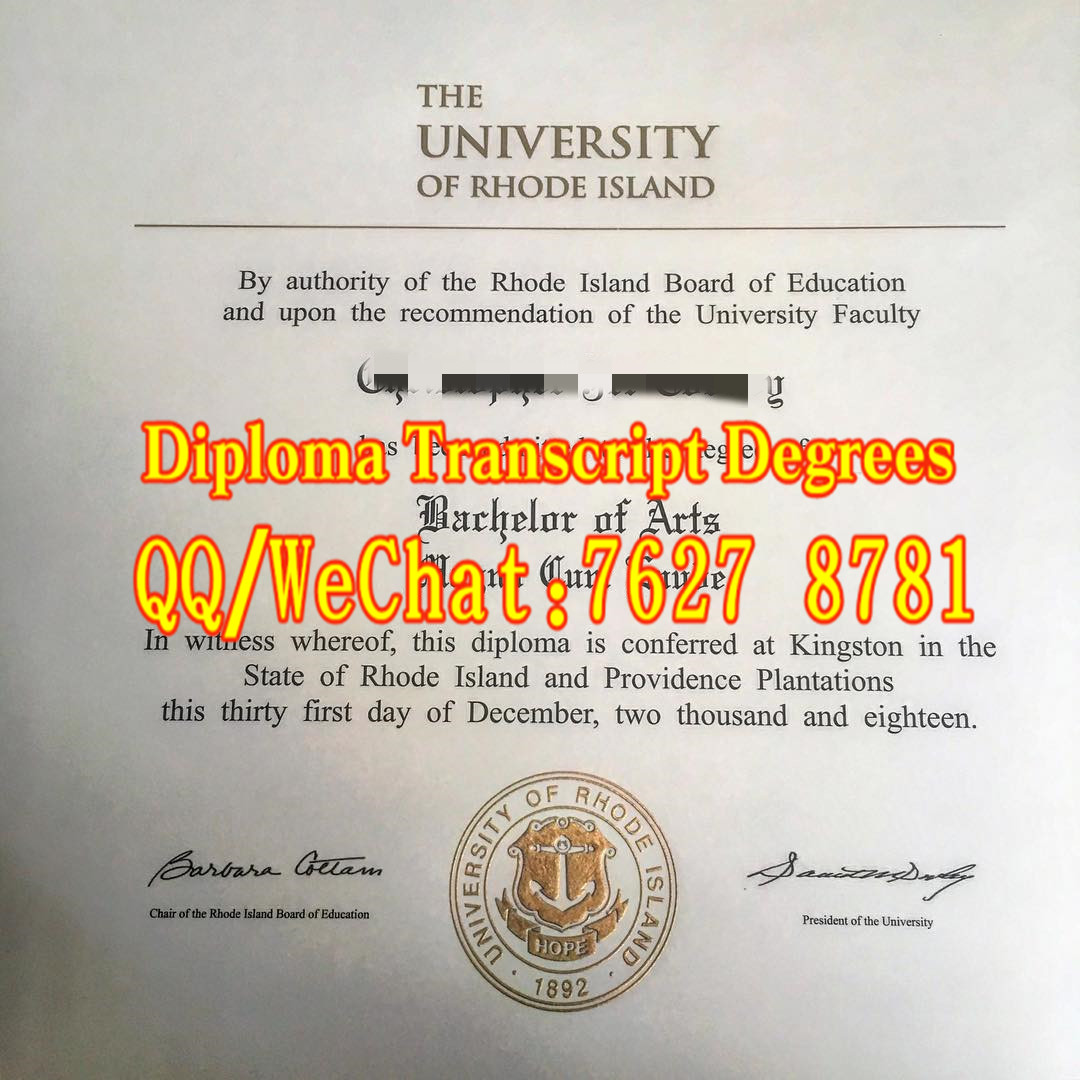 THE
UNIVERSITY
OF RHODE ISLAND
By authority of the Rhode Island Board of Education
and upon the recommendation of the University Faculty
Diploma Transcript Degrees
Bachelor of Arts
QQ/WeChat:7627 8781
In witness whereof, this diploma is conferred at Kingston in the
State of Rhode Island and Providence Plantations
this thirty first day of December, two thousand and eighteen.
Barbara Cottam
Chair of the Rhode Island Board of Education
President of the University
UNIVERSITY OF RHODE ISLAND
HOPE
1892